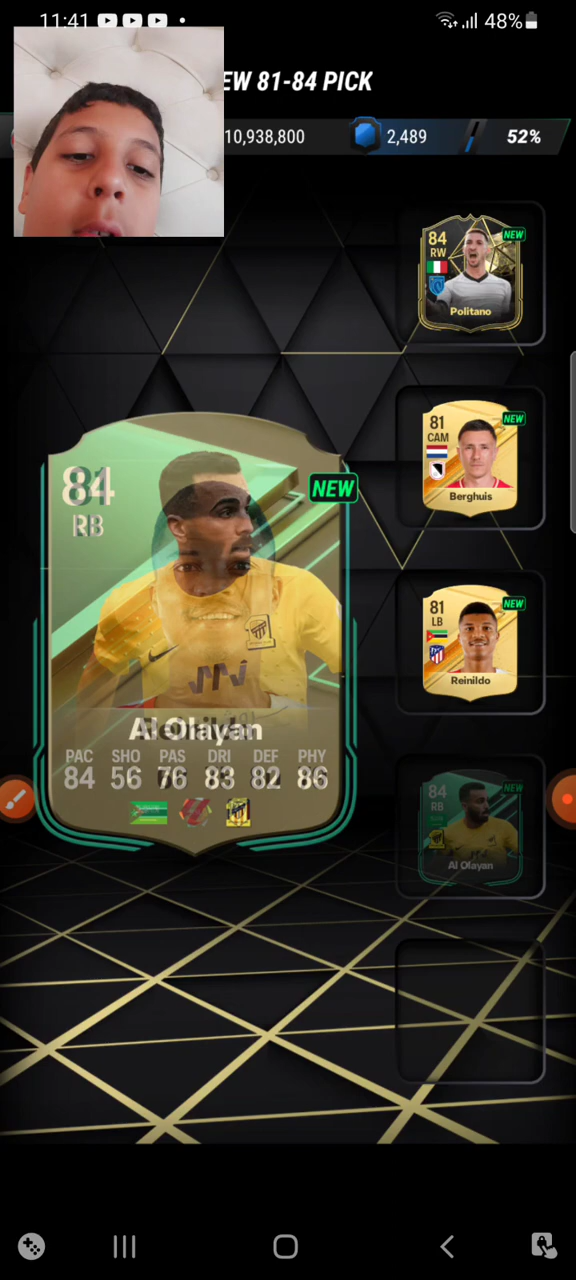 11:41
48%
EW 81-84 PICK
10,938,800
2,489
52%
84
RW
NEW
Politano
81
CAM
NEW
Berghuis
84
RB
NEW
81
LB
NEW
Reinildo
Al Olayan
PAC SHO PAS DRI DEF PHY
84 56 76 83 82 86
84
RB
NEW
Al Olayan